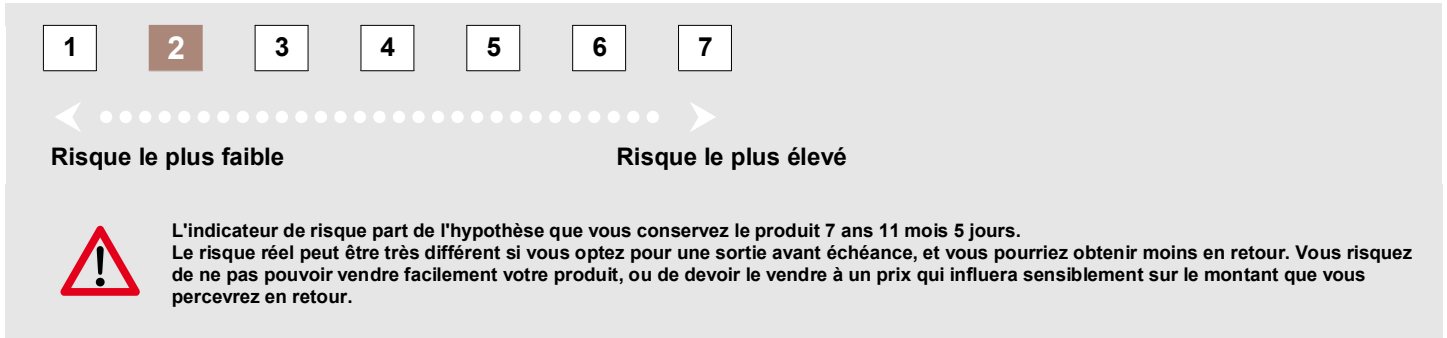 1 2 3 4 5 6 7
Risque le plus faible Risque le plus élevé
L'indicateur de risque part de l'hypothèse que vous conservez le produit 7 ans 11 mois 5 jours.
Le risque réel peut être très différent si vous optez pour une sortie avant échéance, et vous pourriez obtenir moins en retour. Vous risquez
de ne pas pouvoir vendre facilement votre produit, ou de devoir le vendre à un prix qui influera sensiblement sur le montant que vous
percevrez en retour.